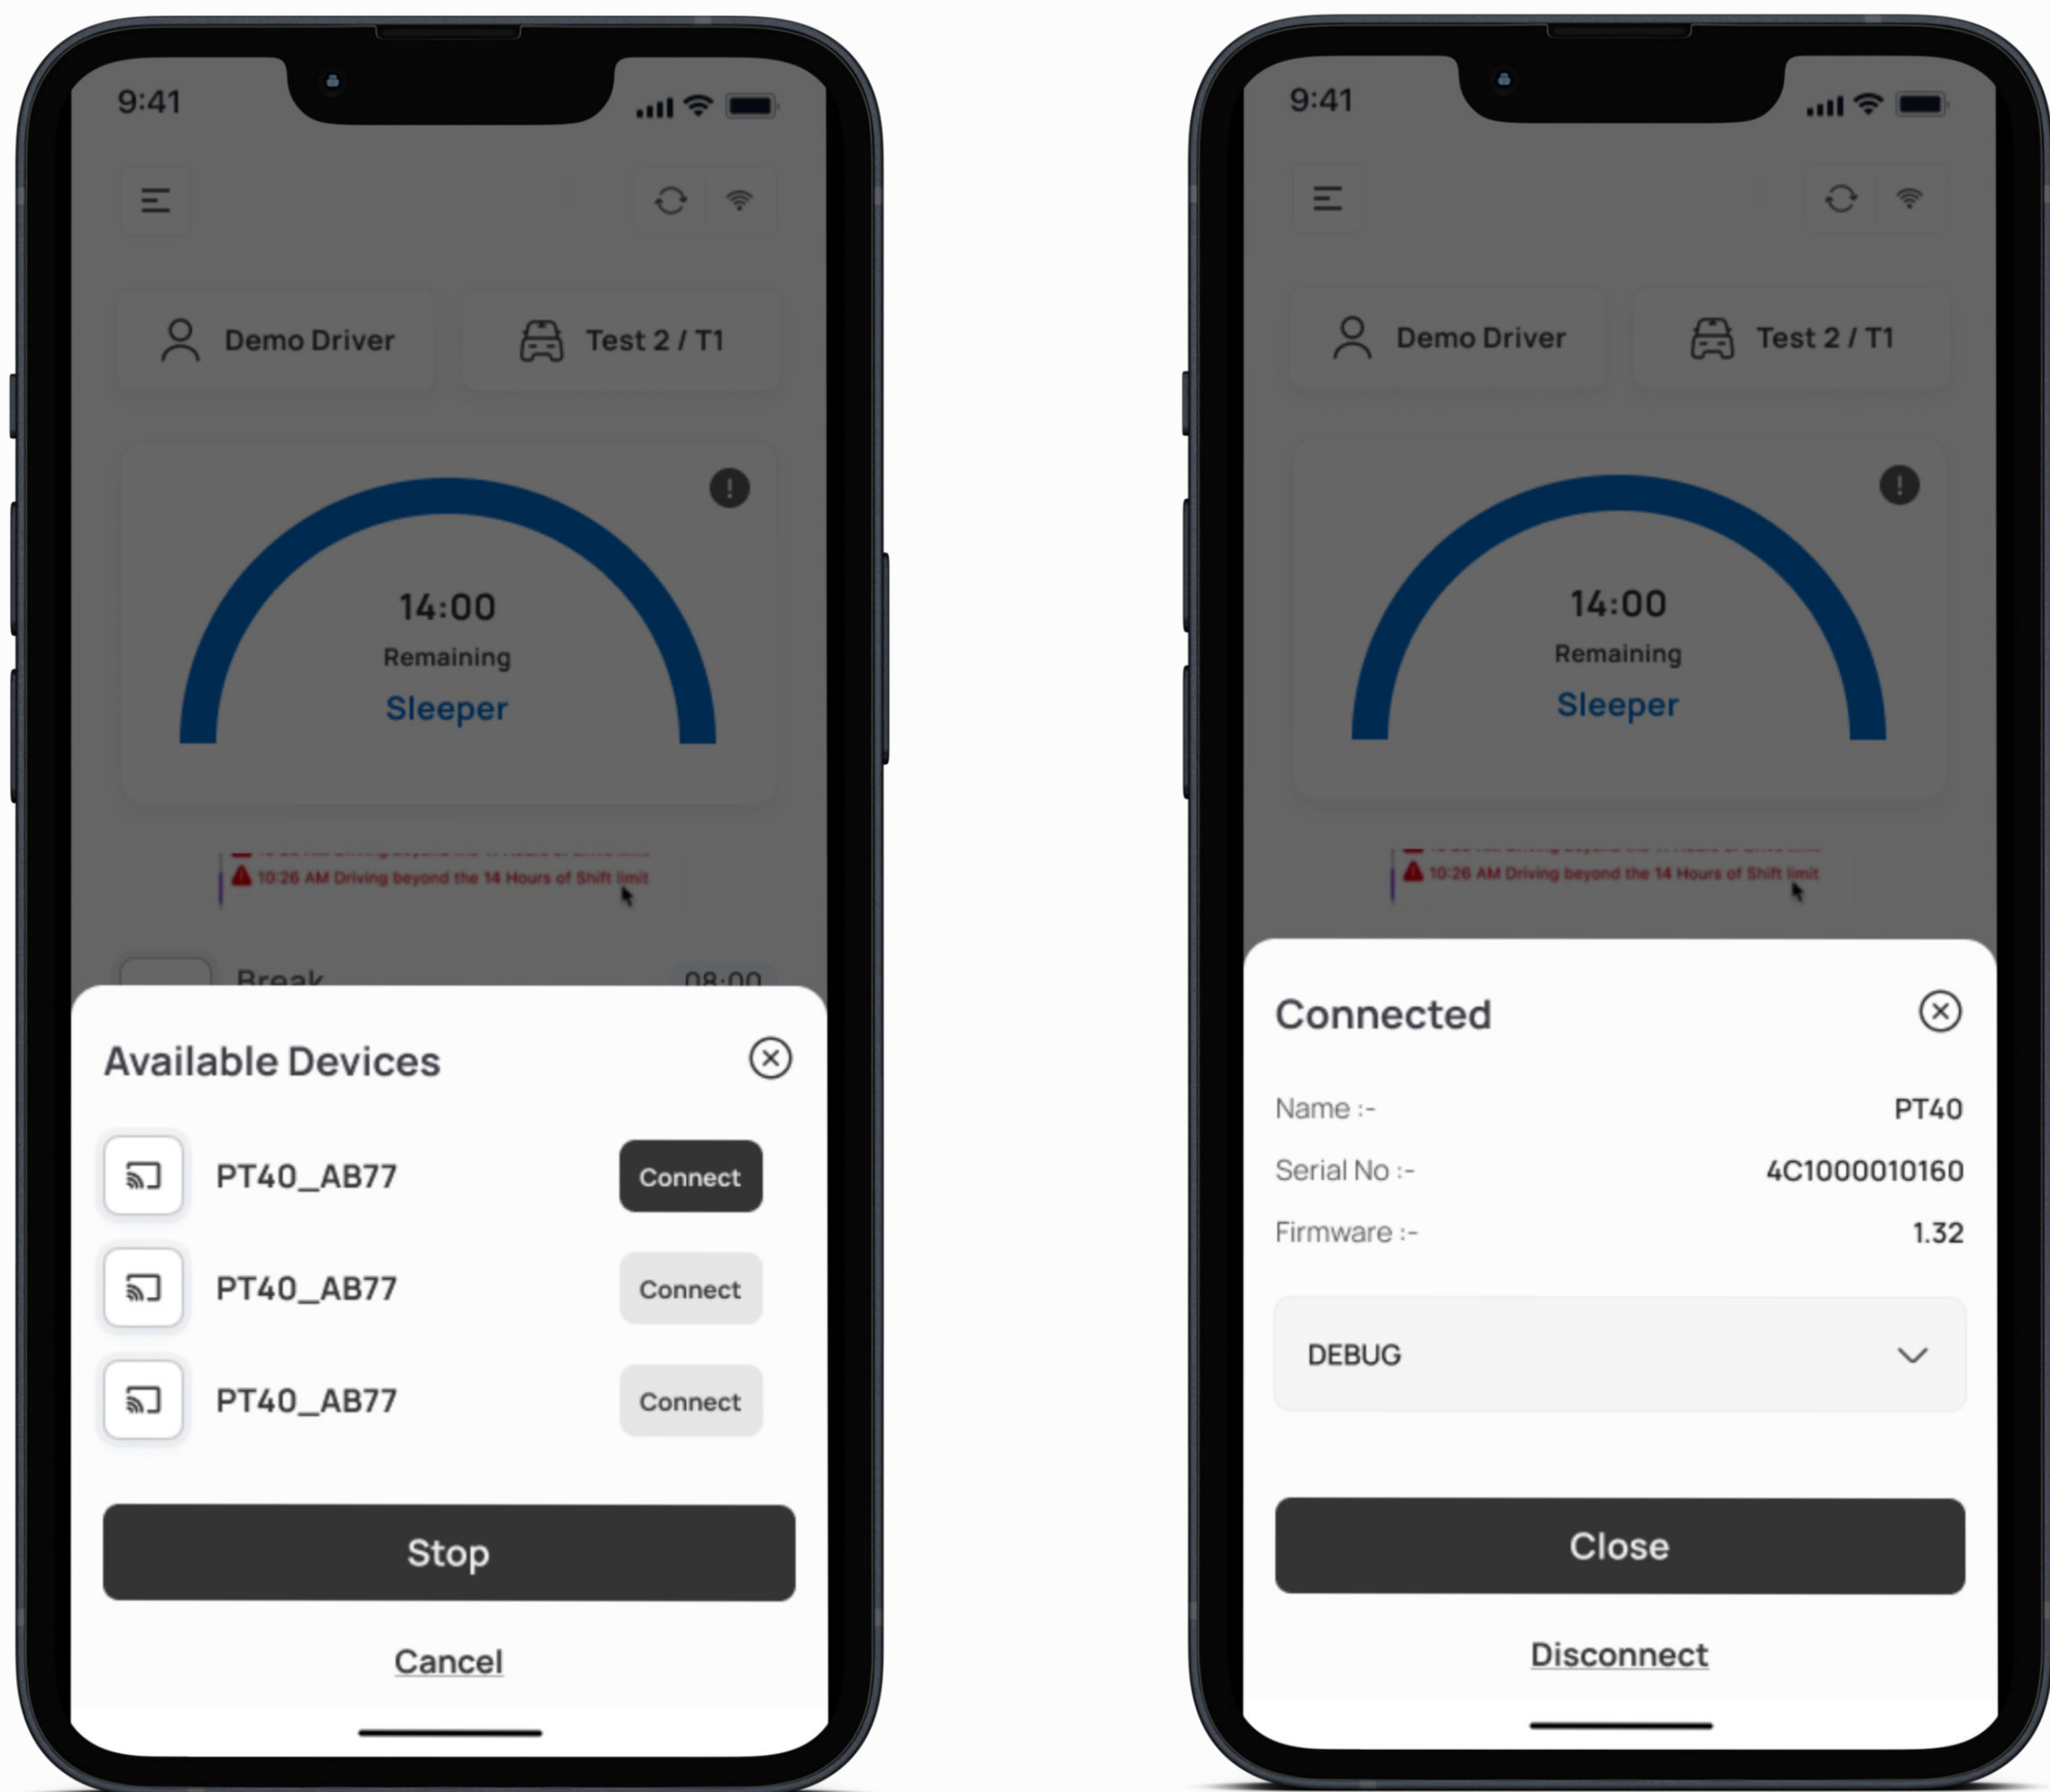 9:41
Demo Driver
Test 2 / T1
14:00
Remaining
Sleeper
10:26 AM Driving beyond the 14 Hours of Shift limit
Break 08:00
Available Devices
PT40_AB77 Connect
PT40_AB77 Connect
PT40_AB77 Connect
Stop
Cancel
9:41
Demo Driver
Test 2 / T1
14:00
Remaining
Sleeper
10:26 AM Driving beyond the 14 Hours of Shift limit
Connected
Name :- PT40
Serial No :- 4C1000010160
Firmware :- 1.32
DEBUG
Close
Disconnect